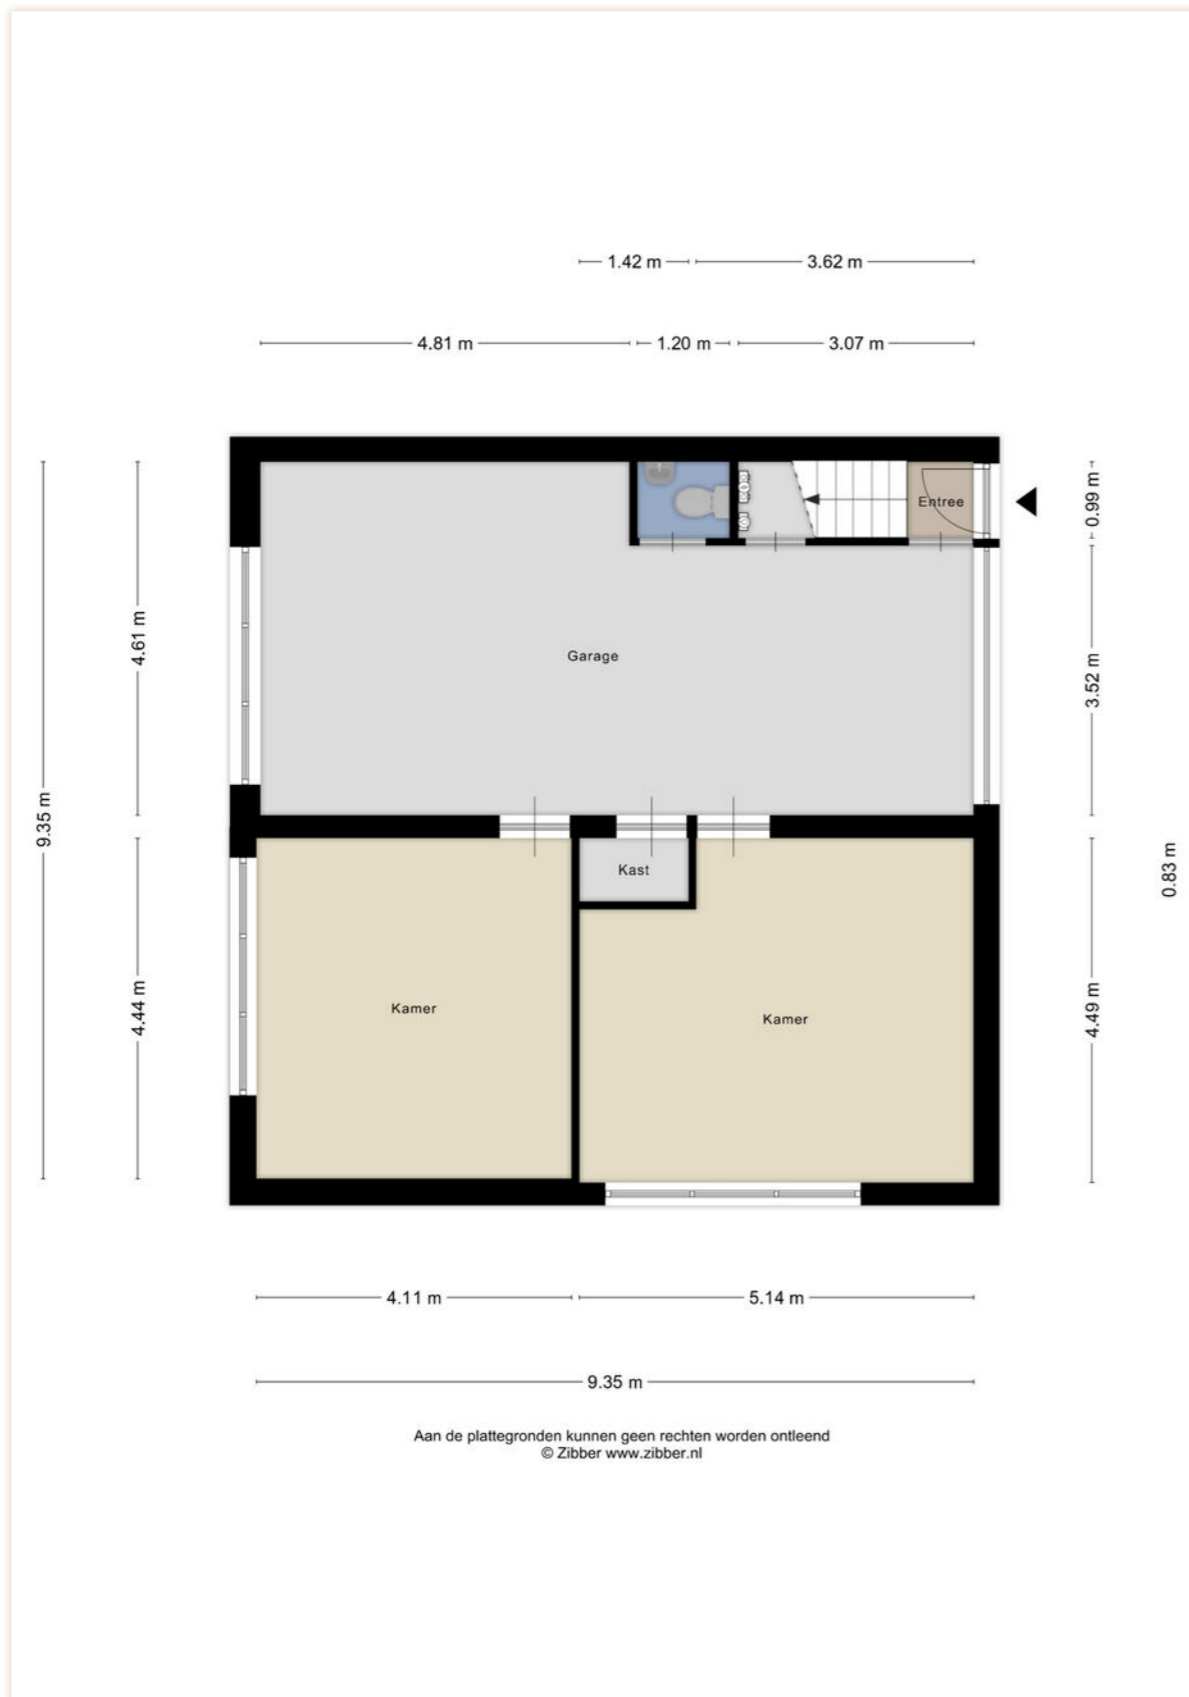 1.42 m 3.62 m
4.81 m 1.20 m 3.07 m
0.99 m
Entree
4.61 m
Garage
3.52 m
9.35 m
0.83 m
Kast
4.44 m
Kamer
Kamer
4.49 m
4.11 m 5.14 m
9.35 m
Aan de plattegronden kunnen geen rechten worden ontleend
© Zibber www.zibber.nl